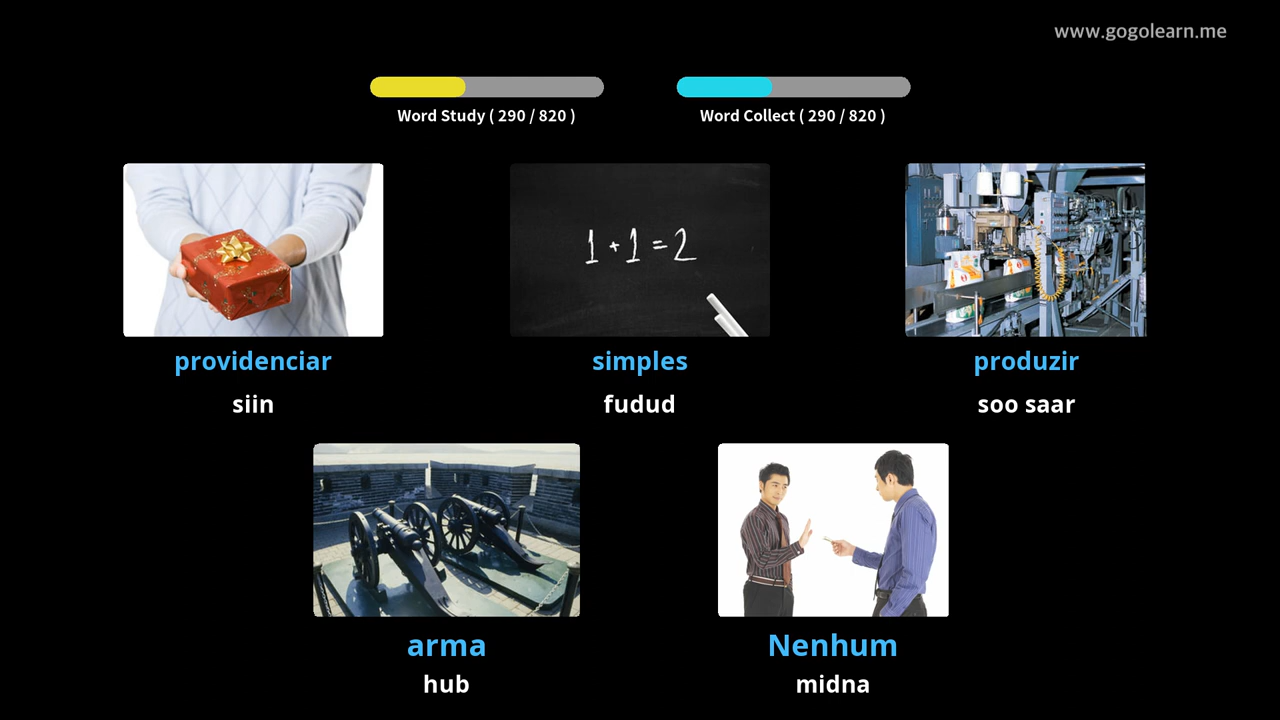 www.gogolearn.me
Word Study ( 290 / 820 )
Word Collect ( 290 / 820 )
1 + 1 = 2
providenciar
simples
produzir
siin
fudud
soo saar
arma
Nenhum
hub
midna